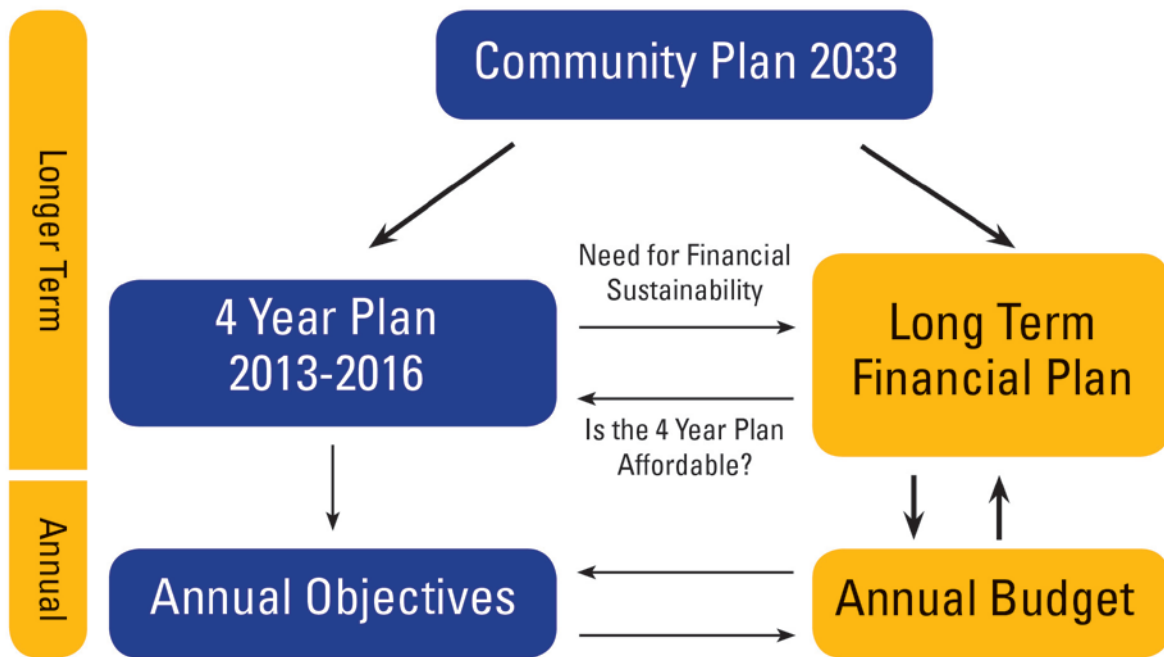 Community Plan 2033
Longer Term
Need for Financial
Sustainability
4 Year Plan
2013-2016
Long Term
Financial Plan
Is the 4 Year Plan
Affordable?
Annual
Annual Objectives
Annual Budget